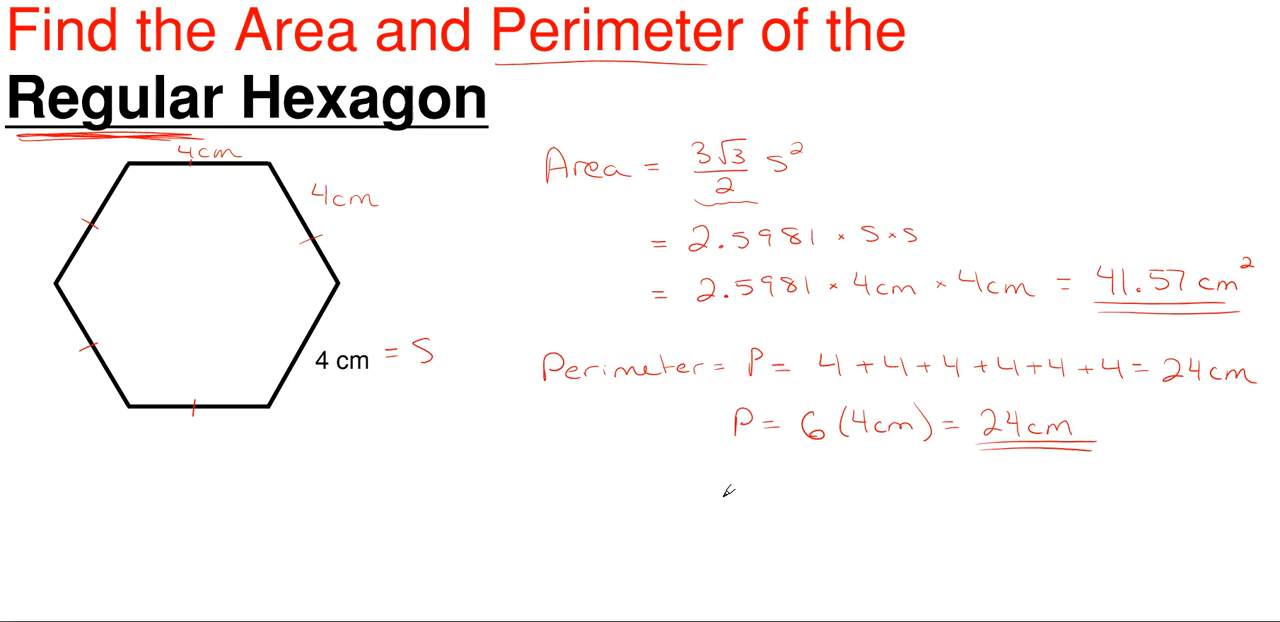 Find the Area and Perimeter of the
Regular Hexagon
4cm
4cm
4 cm = S
Area = 3√3/2 s²
= 2.5981 × s × s
= 2.5981 × 4cm × 4cm = 41.57 cm²
Perimeter = P = 4 + 4 + 4 + 4 + 4 + 4 = 24cm
P = 6 (4cm) = 24cm